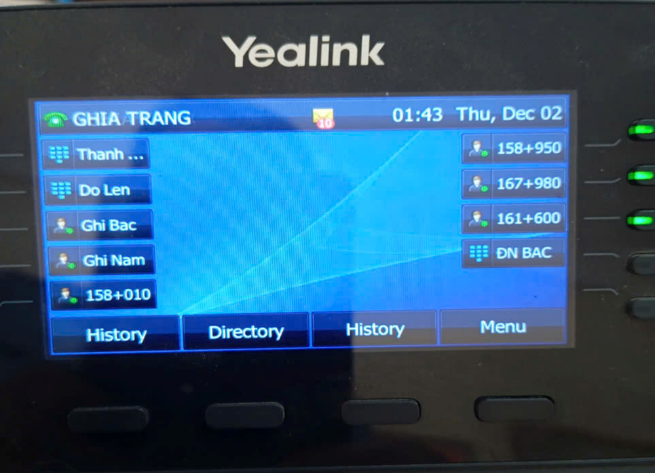 Yealink
GHIA TRANG 10 01:43 Thu, Dec 02
Thanh ... 158+950
Do Len 167+980
Ghi Bac 161+600
Ghi Nam ĐN BAC
158+010
History Directory History Menu